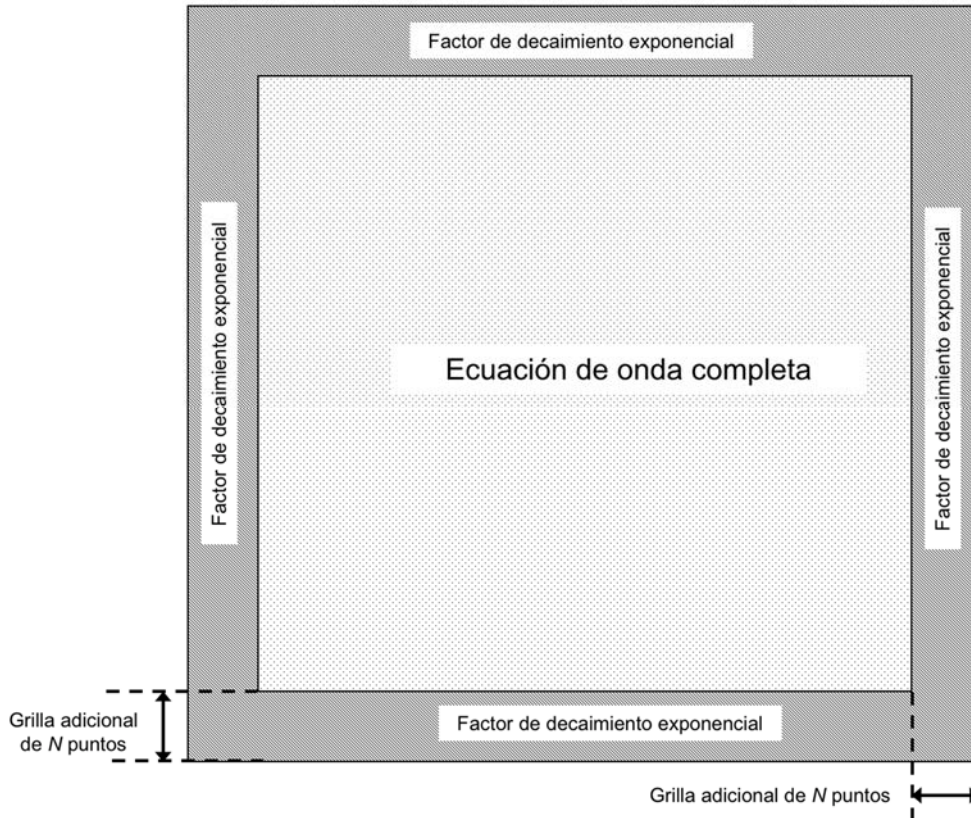 Factor de decaimiento exponencial
Factor de decaimiento exponencial
Ecuación de onda completa
Factor de decaimiento exponencial
Factor de decaimiento exponencial
Grilla adicional
de N puntos
Grilla adicional de N puntos